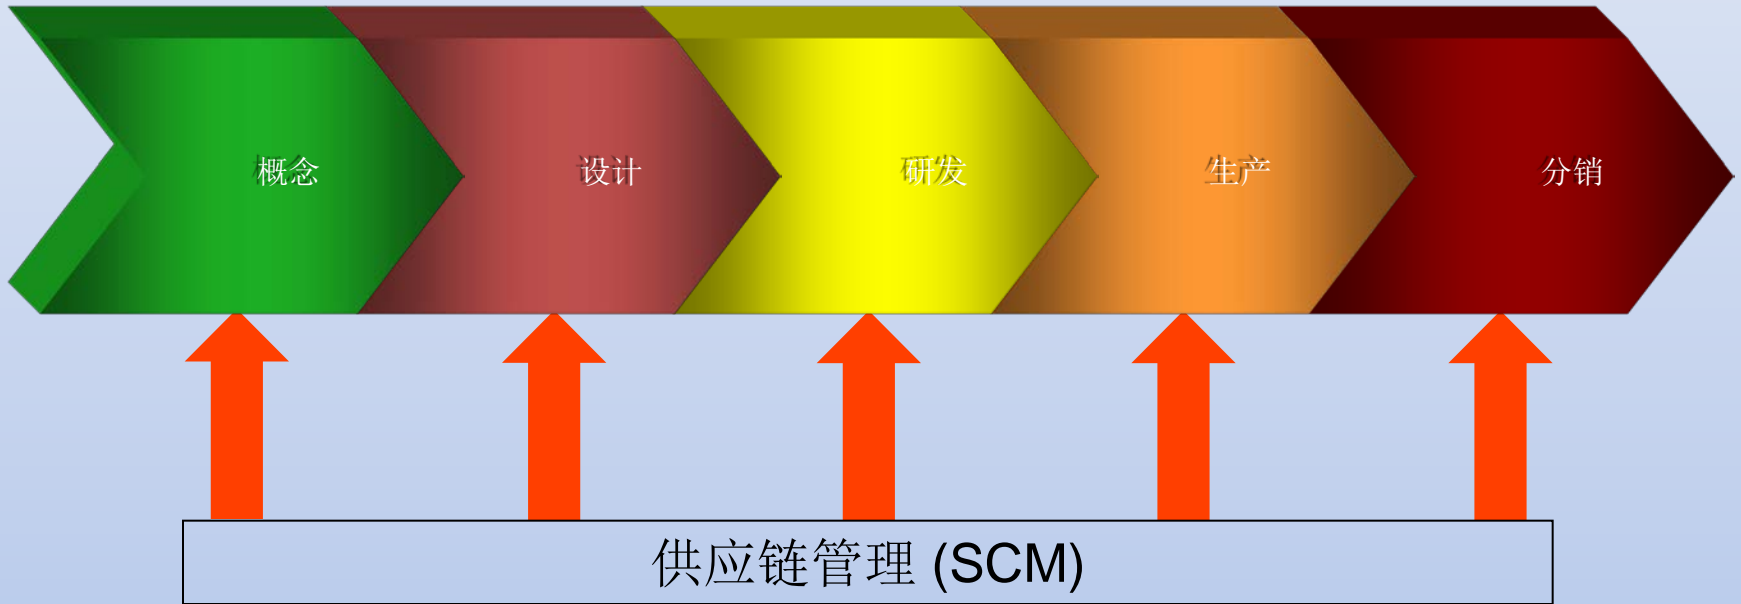 概念
设计
研发
生产
分销
供应链管理 (SCM)